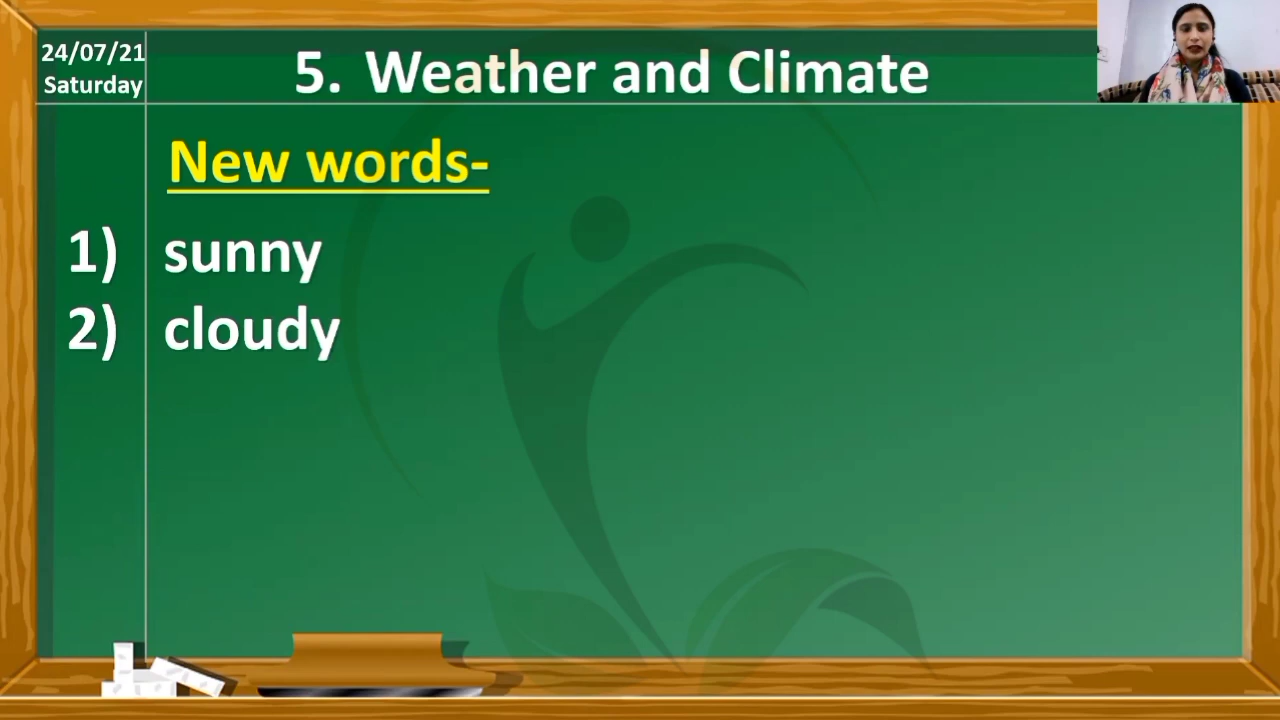 24/07/21
Saturday
5. Weather and Climate
New words-
1) sunny
2) cloudy